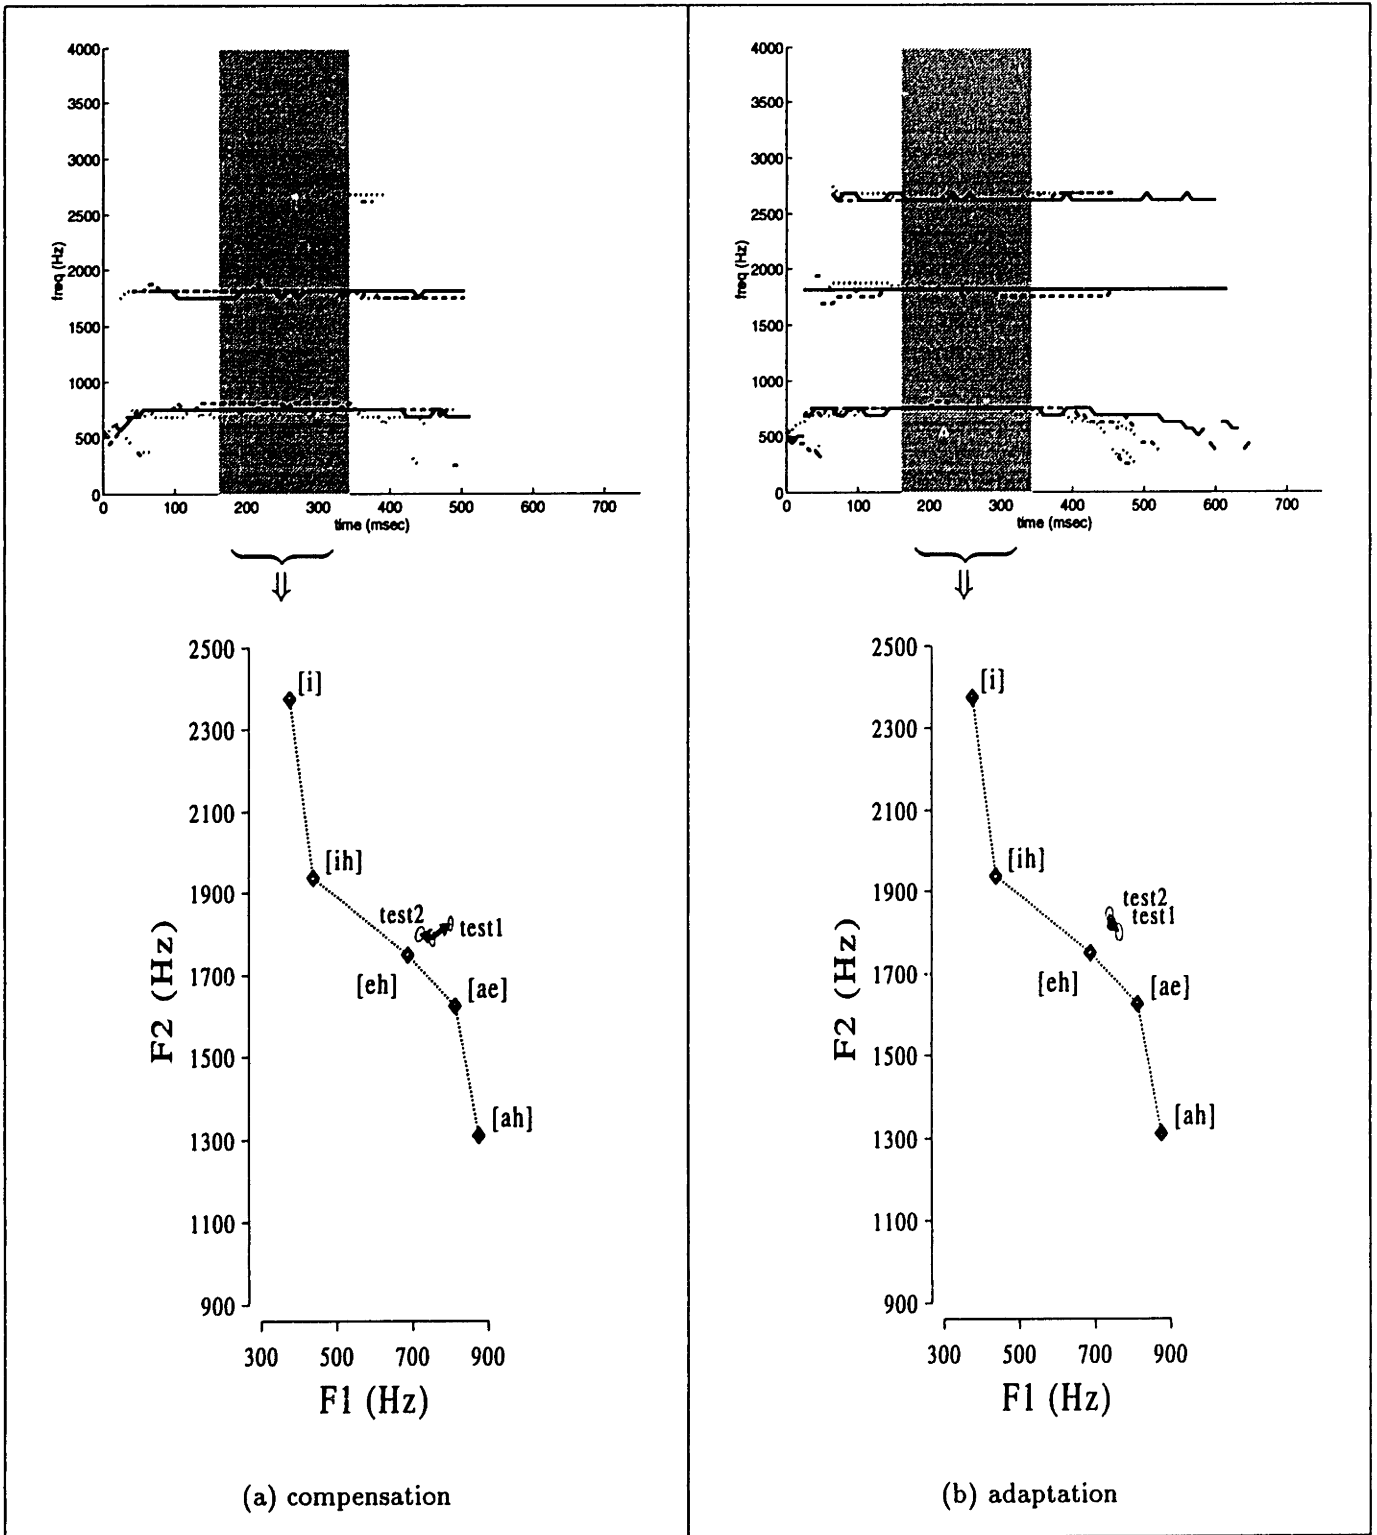 4000
3500
3000
2500
2000
1500
1000
500
0
freq (Hz)
0 100 200 300 400 500 600 700
time (msec)
2500
2300
2100
1900
1700
1500
1300
1100
900
F2 (Hz)
[i]
[ih]
test2
test1
[eh]
[ae]
[ah]
300 500 700 900
F1 (Hz)
(a) compensation
4000
3500
3000
2500
2000
1500
1000
500
0
freq (Hz)
0 100 200 300 400 500 600 700
time (msec)
2500
2300
2100
1900
1700
1500
1300
1100
900
F2 (Hz)
[i]
[ih]
test2
test1
[eh]
[ae]
[ah]
300 500 700 900
F1 (Hz)
(b) adaptation